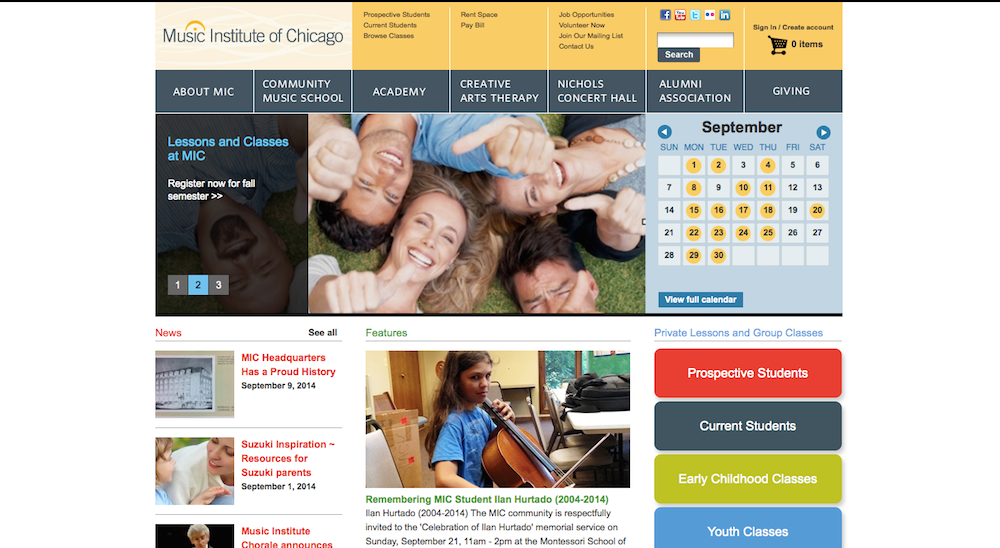 Music Institute of Chicago
Prospective Students
Current Students
Browse Classes
Rent Space
Pay Bill
Job Opportunities
Volunteer Now
Join Our Mailing List
Contact Us
Search
Sign In / Create account
0 items
ABOUT MIC
COMMUNITY
MUSIC SCHOOL
ACADEMY
CREATIVE
ARTS THERAPY
NICHOLS
CONCERT HALL
ALUMNI
ASSOCIATION
GIVING
Lessons and Classes
at MIC
Register now for fall
semester >>
1 2 3
September
SUN MON TUE WED THU FRI SAT
1 2 3 4 5 6
7 8 9 10 11 12 13
14 15 16 17 18 19 20
21 22 23 24 25 26 27
28 29 30
View full calendar
News
See all
MIC Headquarters
Has a Proud History
September 9, 2014
Suzuki Inspiration ~
Resources for
Suzuki parents
September 1, 2014
Music Institute
Chorale announces
Features
Remembering MIC Student Ilan Hurtado (2004-2014)
Ilan Hurtado (2004-2014) The MIC community is respectfully
invited to the 'Celebration of Ilan Hurtado' memorial service on
Sunday, September 21, 11am - 2pm at the Montessori School of
Private Lessons and Group Classes
Prospective Students
Current Students
Early Childhood Classes
Youth Classes